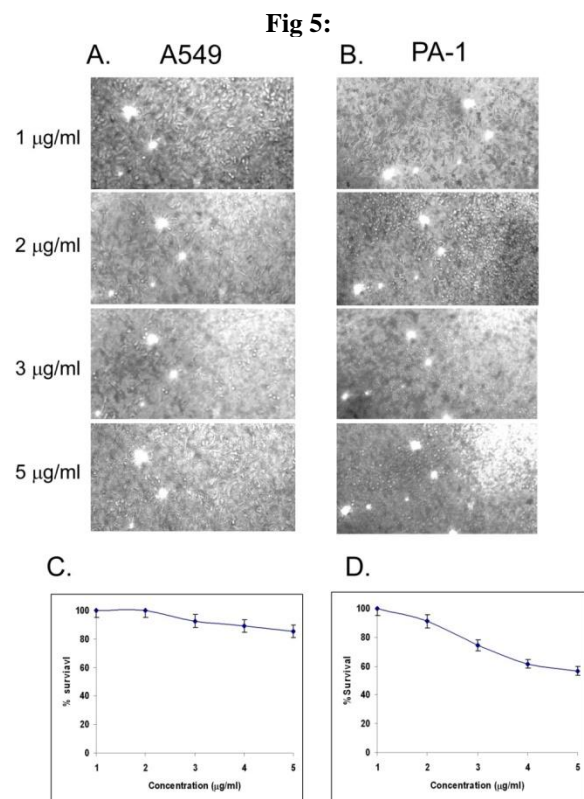 Fig 5:
A. A549 B. PA-1
1 μg/ml
2 μg/ml
3 μg/ml
5 μg/ml
C. D.
100
80
60
40
20
0
% surviavl
1 2 3 4 5
Concentration (μg/ml)
100
80
60
40
20
0
% Survival
1 2 3 4 5
Concentration (μg/ml)